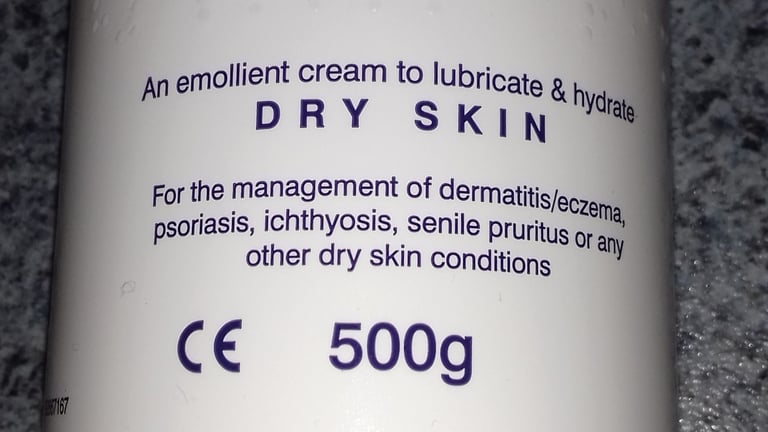 An emollient cream to lubricate & hydrate
DRY SKIN
For the management of dermatitis/eczema,
psoriasis, ichthyosis, senile pruritus or any
other dry skin conditions
CE 500g